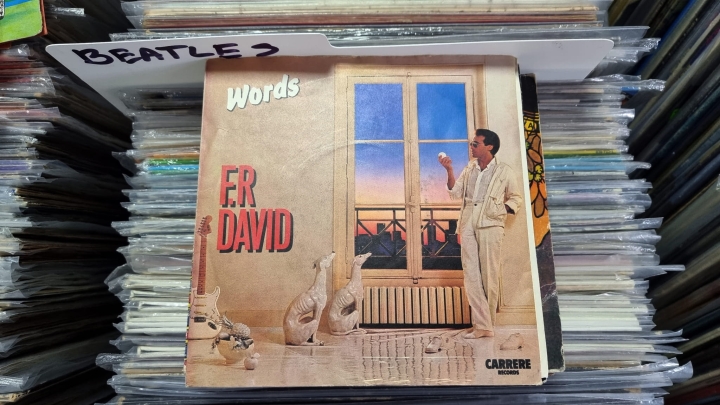 BEATLES
Words
F.R
DAVID
CARRERE
RECORDS